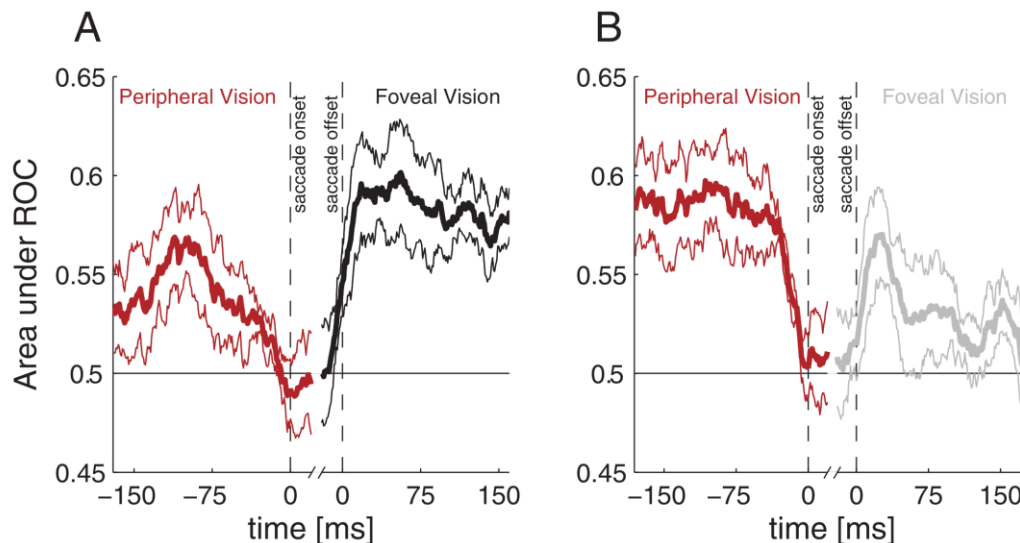 A
B
0.65
0.6
0.55
0.5
0.45
Area under ROC
Peripheral Vision
saccade onset
saccade offset
Foveal Vision
−150
−75
0
0
75
150
time [ms]
0.65
0.6
0.55
0.5
0.45
Peripheral Vision
saccade onset
saccade offset
Foveal Vision
−150
−75
0
0
75
150
time [ms]